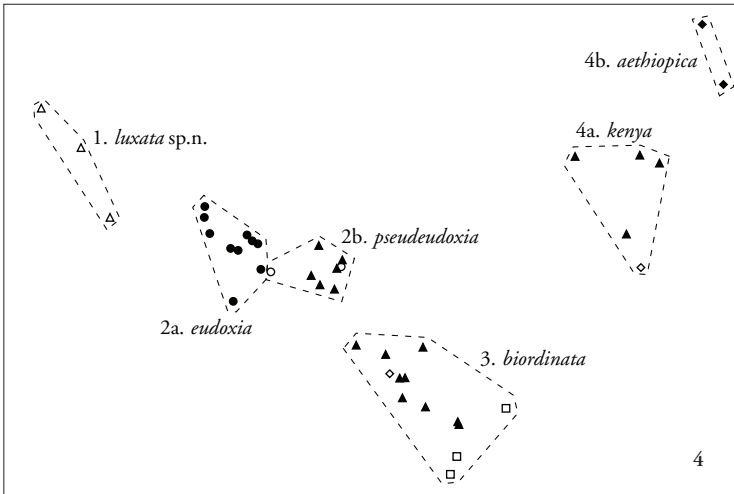 4b. aethiopica
4a. kenya
1. luxata sp.n.
2b. pseudeudoxia
2a. eudoxia
3. biordinata
4